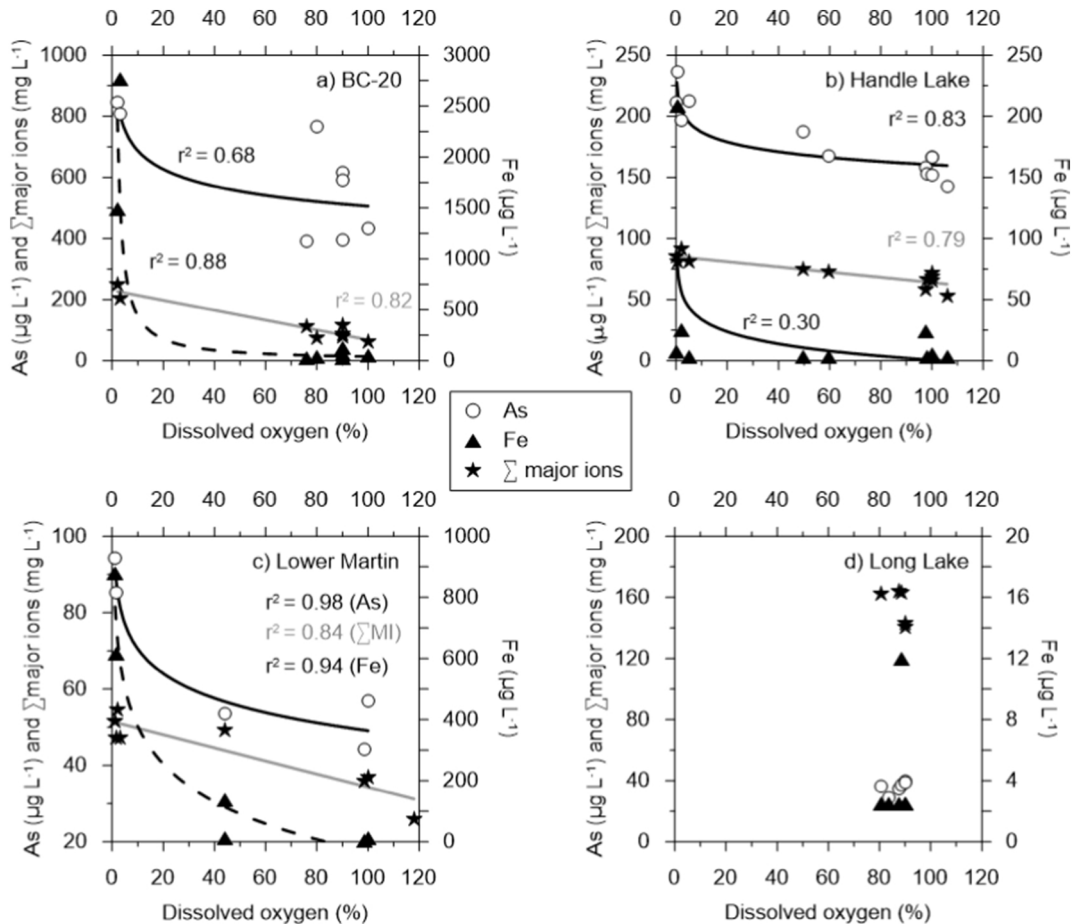 0 20 40 60 80 100 120
1000 3000
a) BC-20
800 2500
2000
600 r² = 0.68
1500
400
r² = 0.88 1000
200 r² = 0.82 500
0 0
0 20 40 60 80 100 120
Dissolved oxygen (%)
As (µg L⁻¹) and ∑major ions (mg L⁻¹)
Fe (µg L⁻¹)
0 20 40 60 80 100 120
250 250
b) Handle Lake
200 r² = 0.83 200
150 150
100 r² = 0.79 100
50 r² = 0.30 50
0 0
0 20 40 60 80 100 120
Dissolved oxygen (%)
As (µg L⁻¹) and ∑major ions (mg L⁻¹)
Fe (µg L⁻¹)
As
Fe
∑ major ions
0 20 40 60 80 100 120
100 1000
c) Lower Martin
r² = 0.98 (As)
80 r² = 0.84 (∑MI) 800
r² = 0.94 (Fe)
60 600
400
40
200
20 0
0 20 40 60 80 100 120
Dissolved oxygen (%)
As (µg L⁻¹) and ∑major ions (mg L⁻¹)
Fe (µg L⁻¹)
0 20 40 60 80 100 120
200 20
d) Long Lake
160 16
120 12
80 8
40 4
0 0
0 20 40 60 80 100 120
Dissolved oxygen (%)
As (µg L⁻¹) and ∑major ions (mg L⁻¹)
Fe (µg L⁻¹)